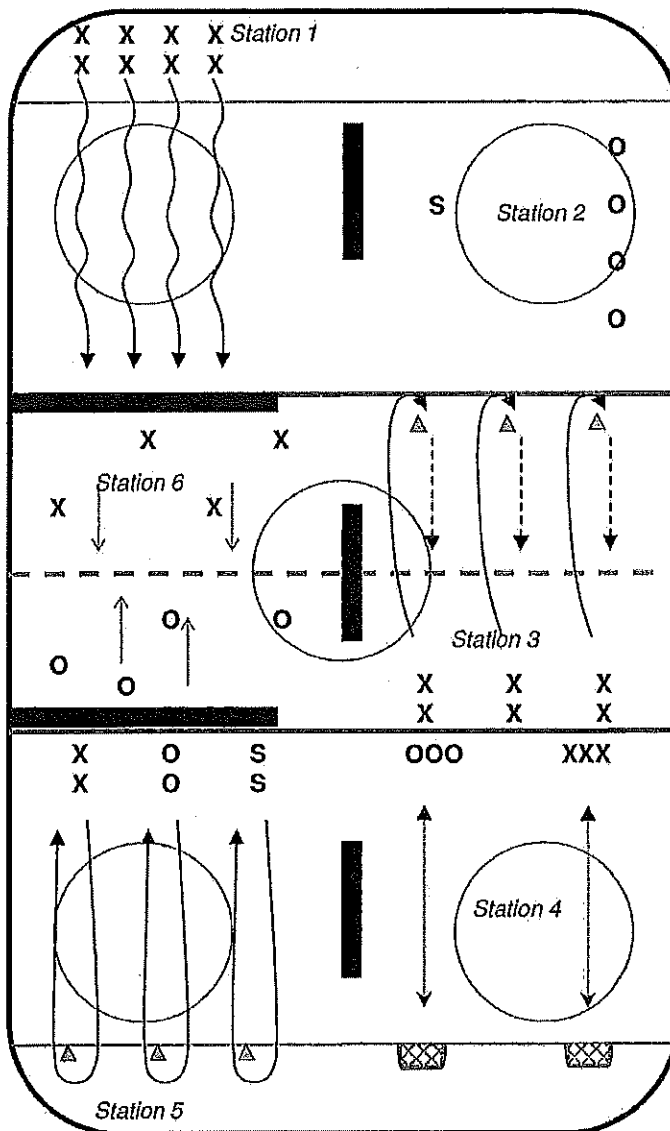 X X X X Station 1
X X X X
O
S Station 2 O
O
O
X X
Station 6
X X
O O
Station 3
O
O
X X X
X X X
X O S OOO XXX
X O S
Station 4
Station 5